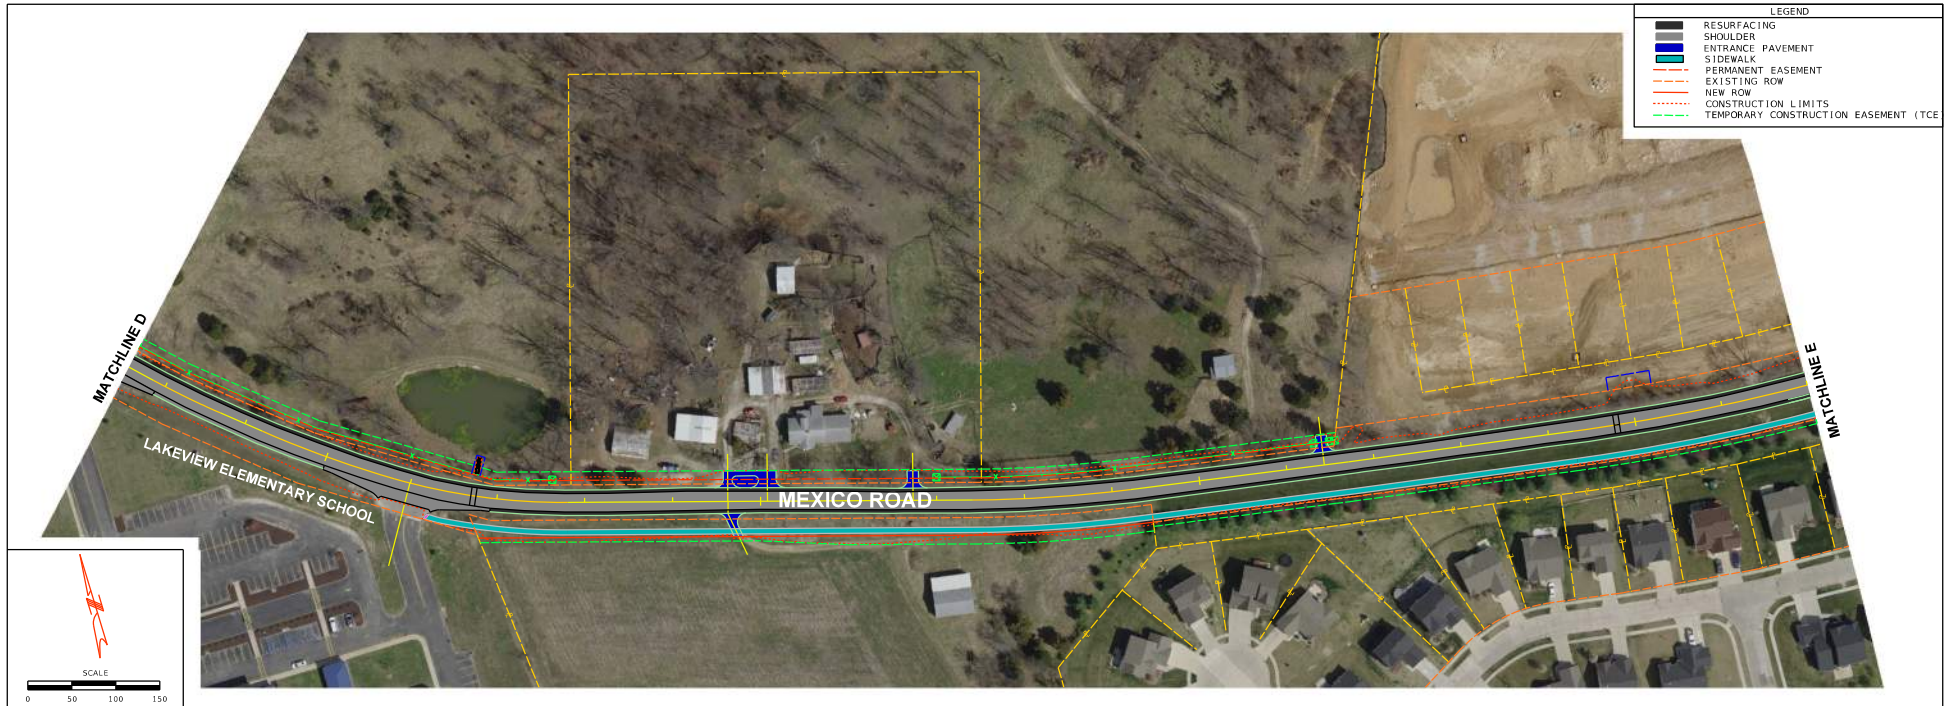 LEGEND
RESURFACING
SHOULDER
ENTRANCE PAVEMENT
SIDEWALK
PERMANENT EASEMENT
EXISTING ROW
NEW ROW
CONSTRUCTION LIMITS
TEMPORARY CONSTRUCTION EASEMENT (TCE
MATCHLINE D
MATCHLINE E
LAKEVIEW ELEMENTARY SCHOOL
MEXICO ROAD
N
SCALE
0 50 100 150